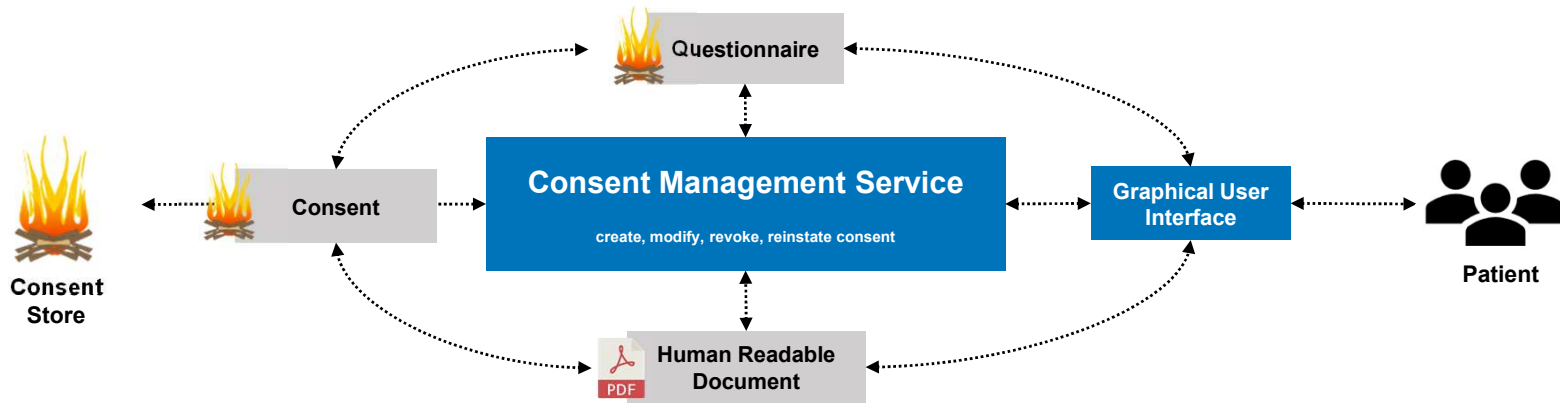 Questionnaire
Consent Management Service
create, modify, revoke, reinstate consent
Consent
Graphical User
Interface
Consent
Store
Patient
Human Readable
Document
PDF